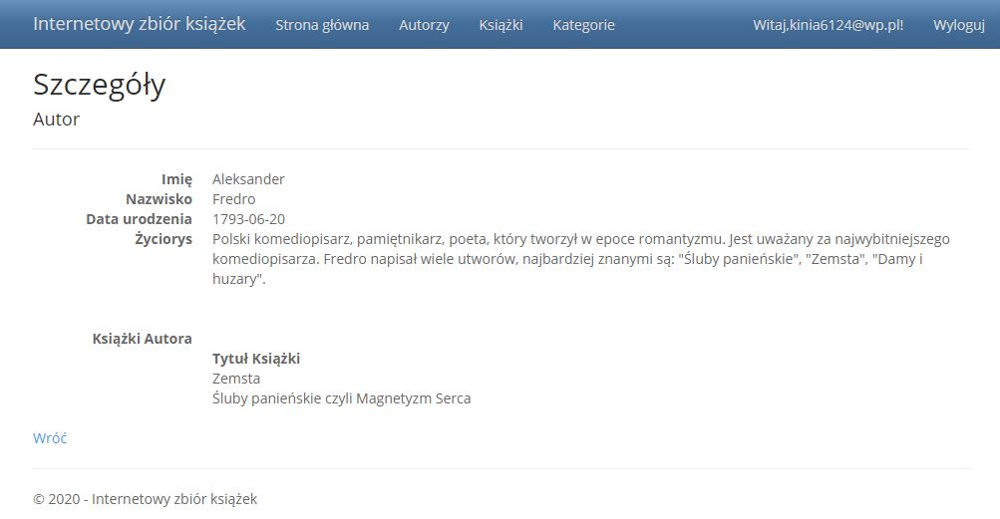 Internetowy zbiór książek Strona główna Autorzy Książki Kategorie Witaj,kinia6124@wp.pl! Wyloguj
Szczegóły
Autor
Imię Aleksander
Nazwisko Fredro
Data urodzenia 1793-06-20
Życiorys Polski komediopisarz, pamiętnikarz, poeta, który tworzył w epoce romantyzmu. Jest uważany za najwybitniejszego
komediopisarza. Fredro napisał wiele utworów, najbardziej znanymi są: "Śluby panieńskie", "Zemsta", "Damy i
huzary".
Książki Autora
Tytuł Książki
Zemsta
Śluby panieńskie czyli Magnetyzm Serca
Wróć
© 2020 - Internetowy zbiór książek